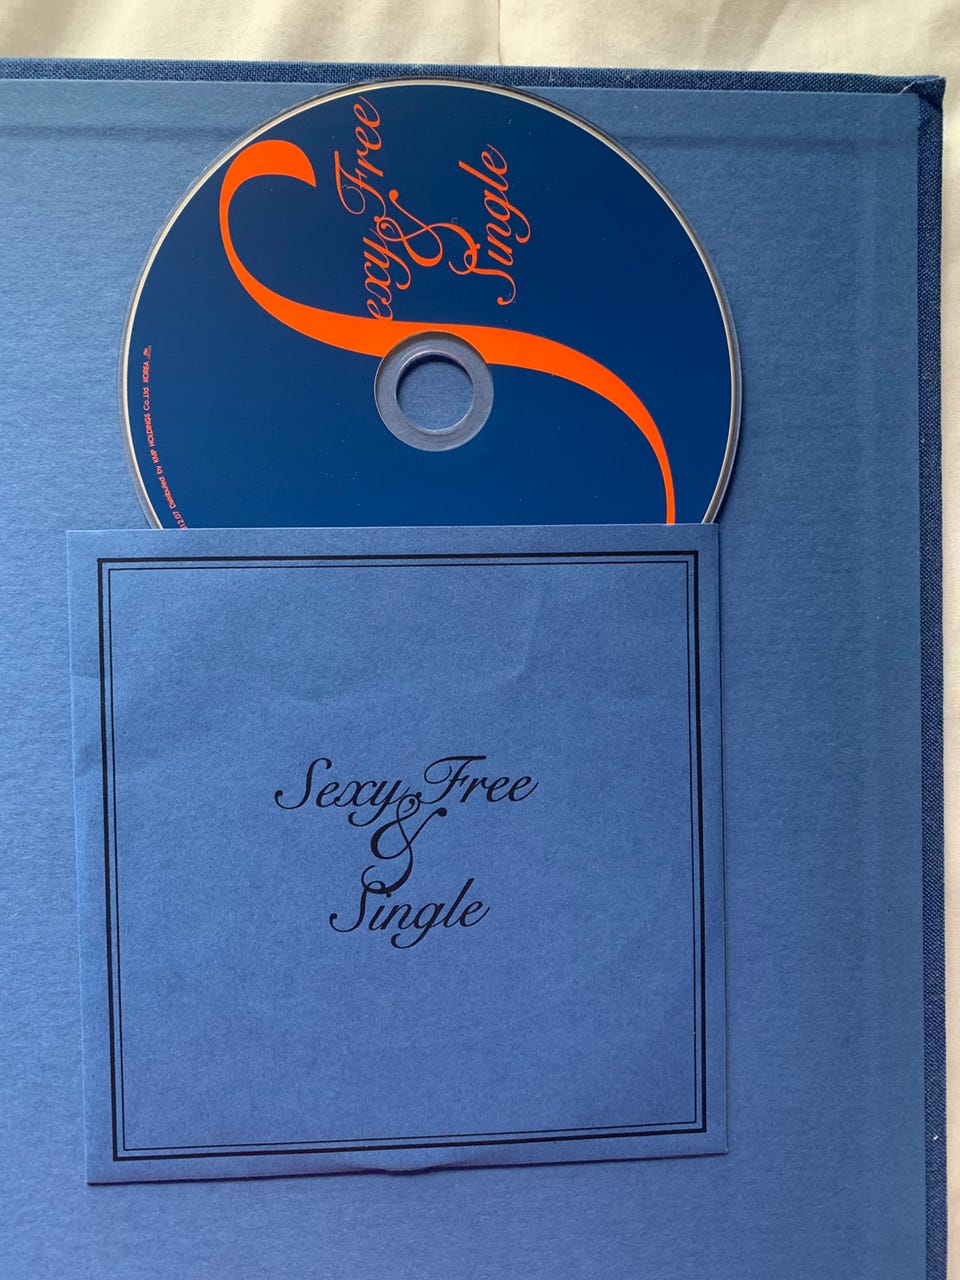 Sexy, Free
&
Single
Distributed by KMP HOLDINGS Co.,Ltd. KOREA
Sexy, Free
&
Single